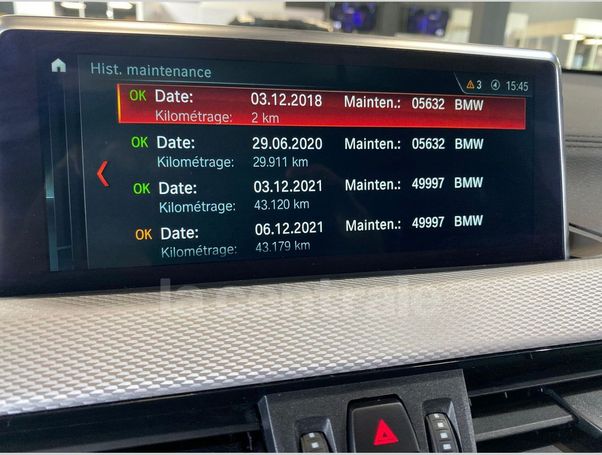 Hist. maintenance
3 15:45
OK Date: 03.12.2018 Mainten.: 05632 BMW
Kilométrage: 2 km
OK Date: 29.06.2020 Mainten.: 05632 BMW
Kilométrage: 29.911 km
OK Date: 03.12.2021 Mainten.: 49997 BMW
Kilométrage: 43.120 km
OK Date: 06.12.2021 Mainten.: 49997 BMW
Kilométrage: 43.179 km
la centrale